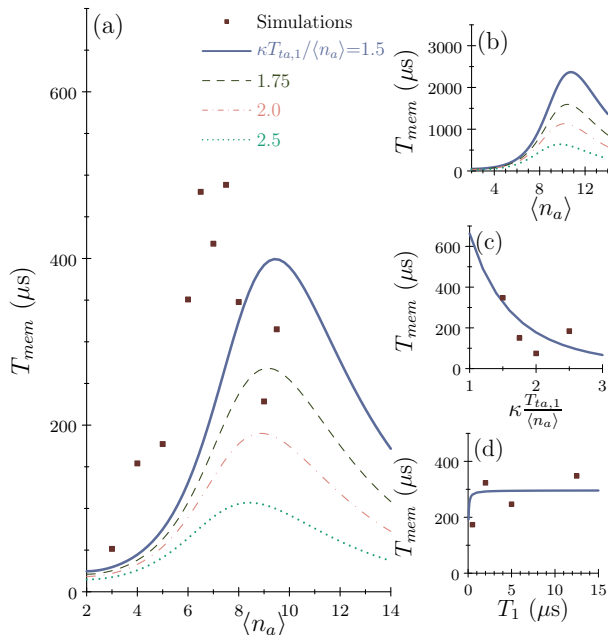 (a)
Simulations
κT_{ta,1}/⟨n_a⟩=1.5
1.75
2.0
2.5
T_{mem} (μs)
0
200
400
600
2 4 6 8 10 12 14
⟨n_a⟩
(b)
T_{mem} (μs)
0
1000
2000
3000
4 8 12
⟨n_a⟩
(c)
T_{mem} (μs)
0
200
400
600
1 2 3
κ T_{ta,1}/⟨n_a⟩
(d)
T_{mem} (μs)
0
200
400
0 5 10 15
T_1 (μs)